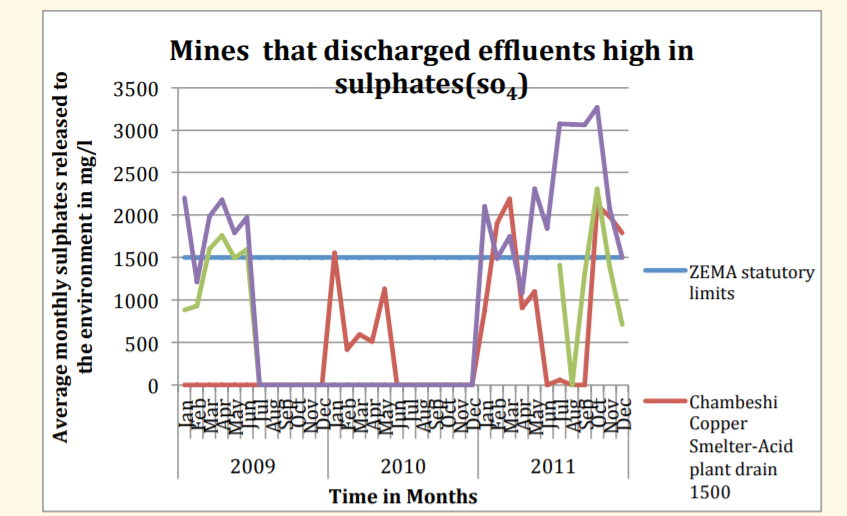 Mines that discharged effluents high in
sulphates(so4)
Average monthly sulphates released to
the environment in mg/l
3500
3000
2500
2000
1500
1000
500
0
Jan Feb Mar Apr May Jun Jul Aug Sep Oct Nov Dec Jan Feb Mar Apr May Jun Jul Aug Sep Oct Nov Dec Jan Feb Mar Apr May Jun Jul Aug Sep Oct Nov Dec
2009 2010 2011
Time in Months
ZEMA statutory
limits
Chambeshi
Copper
Smelter-Acid
plant drain
1500